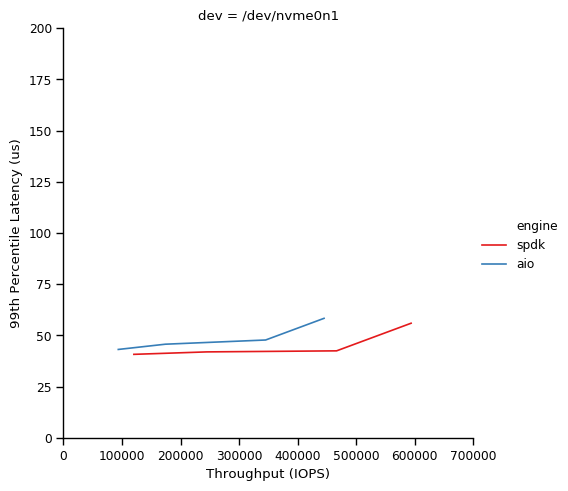 dev = /dev/nvme0n1
200
175
150
125
100
75
50
25
0
99th Percentile Latency (us)
0 100000 200000 300000 400000 500000 600000 700000
Throughput (IOPS)
engine
spdk
aio